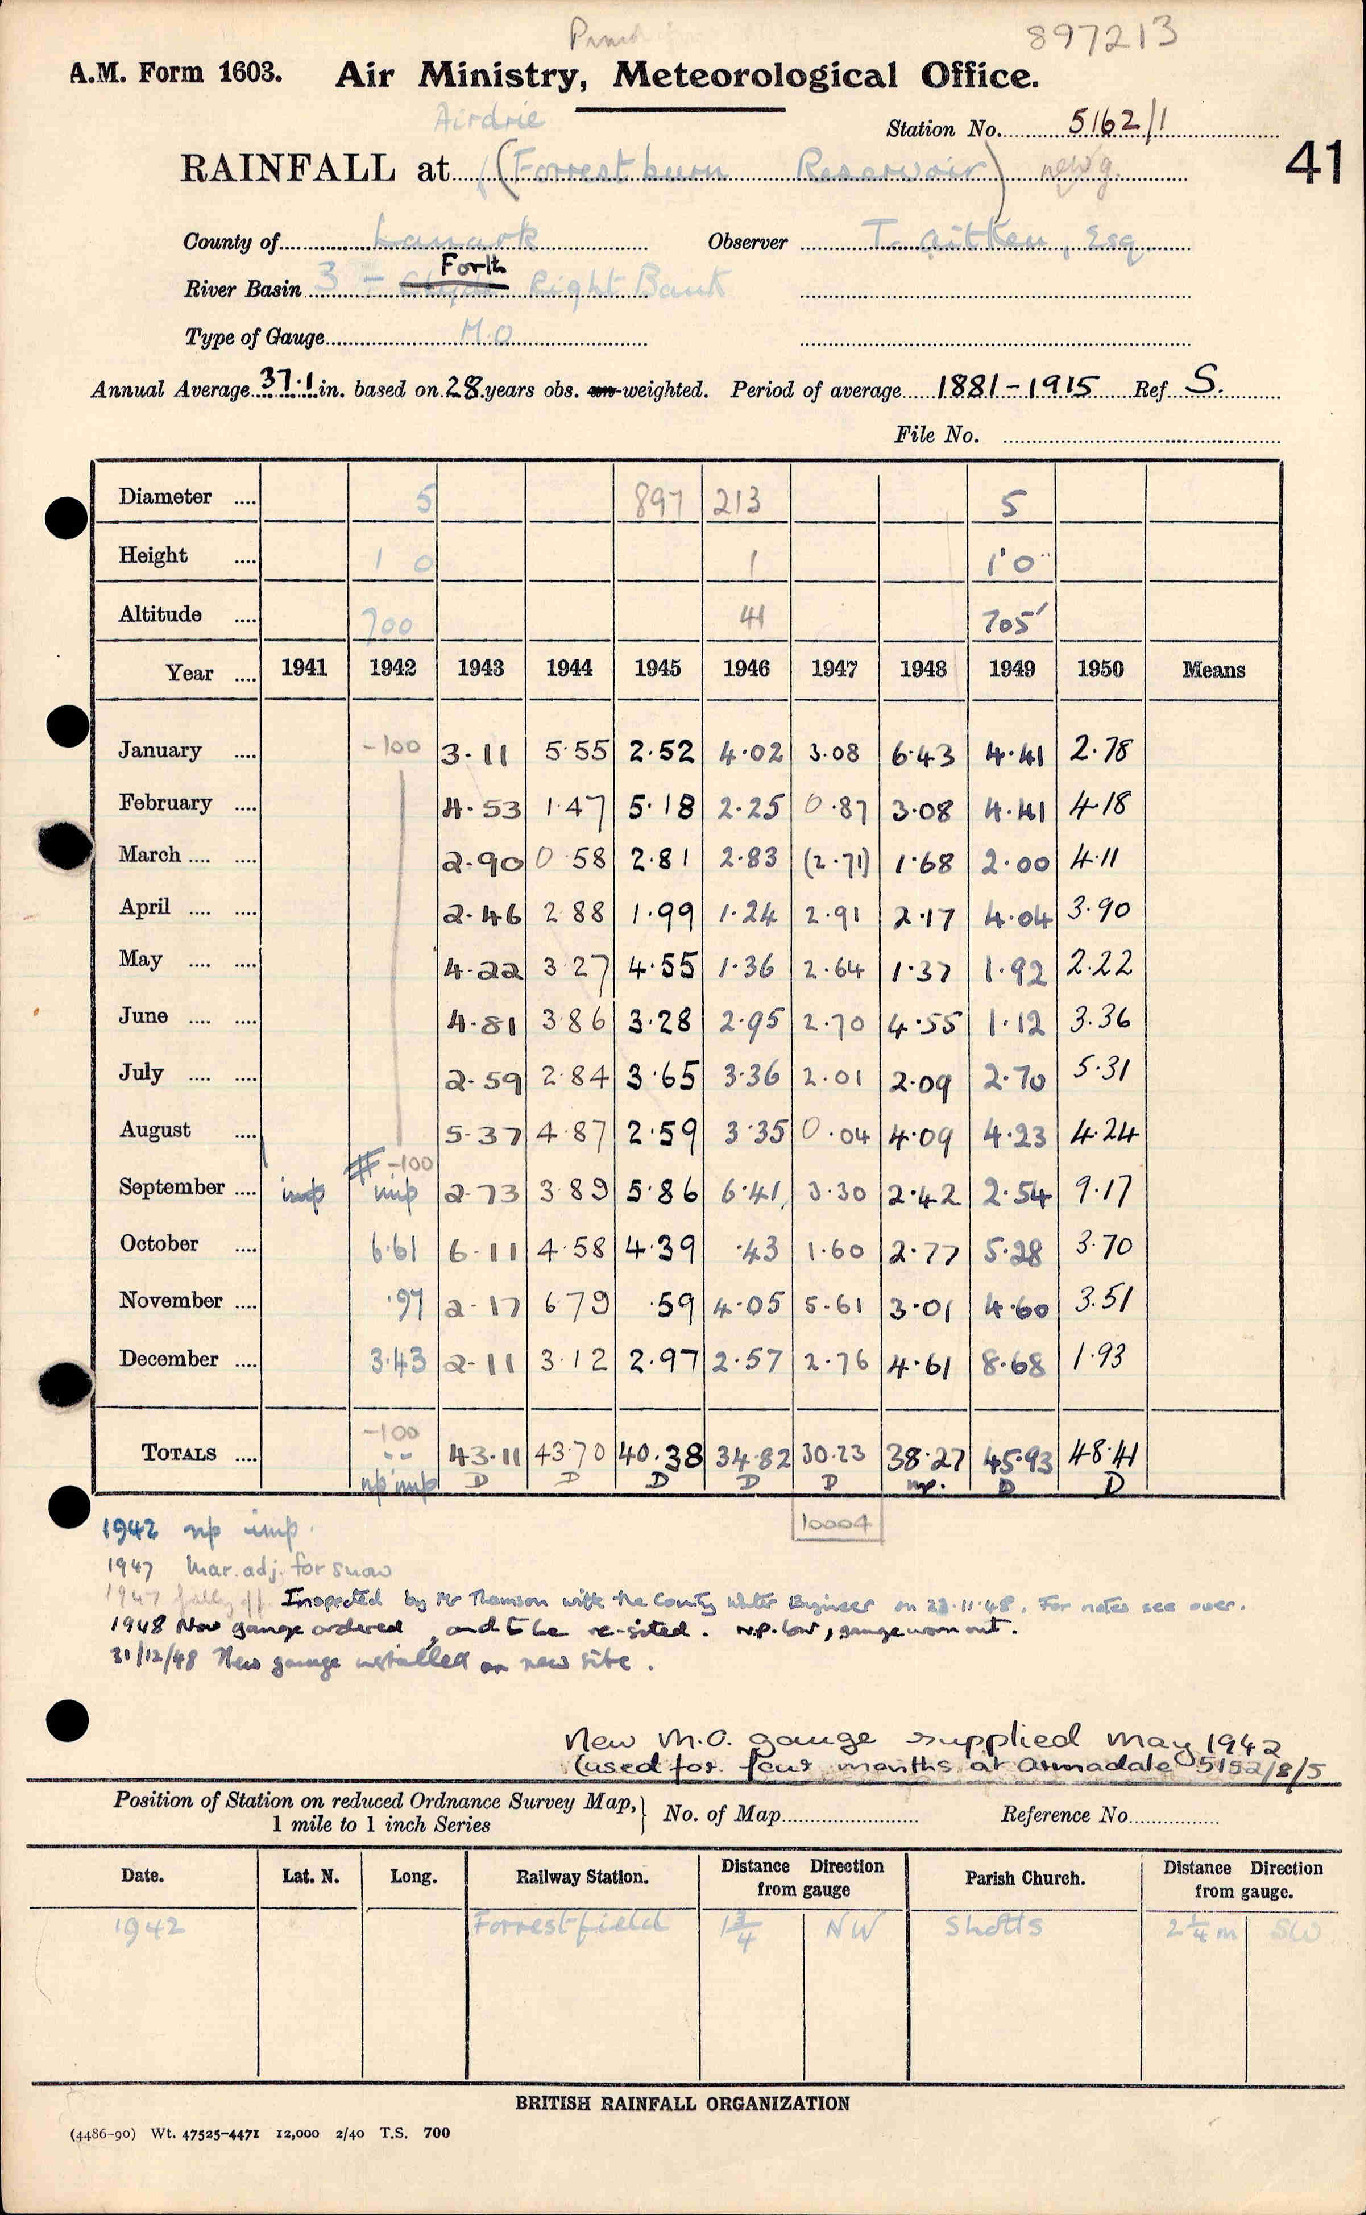 897213
A.M. Form 1603. Air Ministry, Meteorological Office.
Airdrie
Station No. 5162/1
RAINFALL at (Forrestburn Reservoir) new g. 41
County of Lanark Observer T. Aitken, Esq.
Forth
River Basin 3 = Clyde Right Bank
Type of Gauge M.O
Annual Average 37.1 in. based on 28 years obs. un-weighted. Period of average 1881-1915 Ref S.
File No.
Diameter 5 897 213 5
Height 1 0 1 1'0"
Altitude 700 41 705'
Year 1941 1942 1943 1944 1945 1946 1947 1948 1949 1950 Means
January -100 3.11 5.55 2.52 4.02 3.08 6.43 4.41 2.78
February 4.53 1.47 5.18 2.25 0.87 3.08 4.41 4.18
March 2.90 0.58 2.81 2.83 (2.71) 1.68 2.00 4.11
April 2.46 2.88 1.99 1.24 2.91 2.17 4.04 3.90
May 4.22 3.27 4.55 1.36 2.64 1.37 1.92 2.22
June 4.81 3.86 3.28 2.95 2.70 4.55 1.12 3.36
July 2.59 2.84 3.65 3.36 2.01 2.09 2.70 5.31
August 5.37 4.87 2.59 3.35 0.04 4.09 4.23 4.24
-100
September imp imp 2.73 3.89 5.86 6.41 3.30 2.42 2.54 9.17
October 6.61 6.11 4.58 4.39 .43 1.60 2.77 5.28 3.70
November .97 2.17 6.79 .59 4.05 5.61 3.01 4.60 3.51
December 3.43 2.11 3.12 2.97 2.57 2.76 4.61 8.68 1.93
-100
TOTALS -- 43.11 43.70 40.38 34.82 30.23 38.27 45.93 48.41
np imp D D D D D np. D D
10004
1942 np imp.
1947 Mar. adj. for snow
1947 falling off Inspected by Mr Thomson with the County Water Engineer on 23.11.48. For notes see over.
1948 New gauge ordered, and to be re-sited. n.p. low, gauge worn out.
31/12/48 New gauge installed on new site.
New M.O. gauge supplied May 1942
(used for four months at Armadale 5152/8/5
Position of Station on reduced Ordnance Survey Map, 1 mile to 1 inch Series } No. of Map Reference No.
Date. Lat. N. Long. Railway Station. Distance Direction from gauge Parish Church. Distance Direction from gauge.
1942 Forrestfield 1 3/4 NW Shotts 2 1/4 m SW
BRITISH RAINFALL ORGANIZATION
(4486-90) Wt. 47525-4471 12,000 2/40 T.S. 700